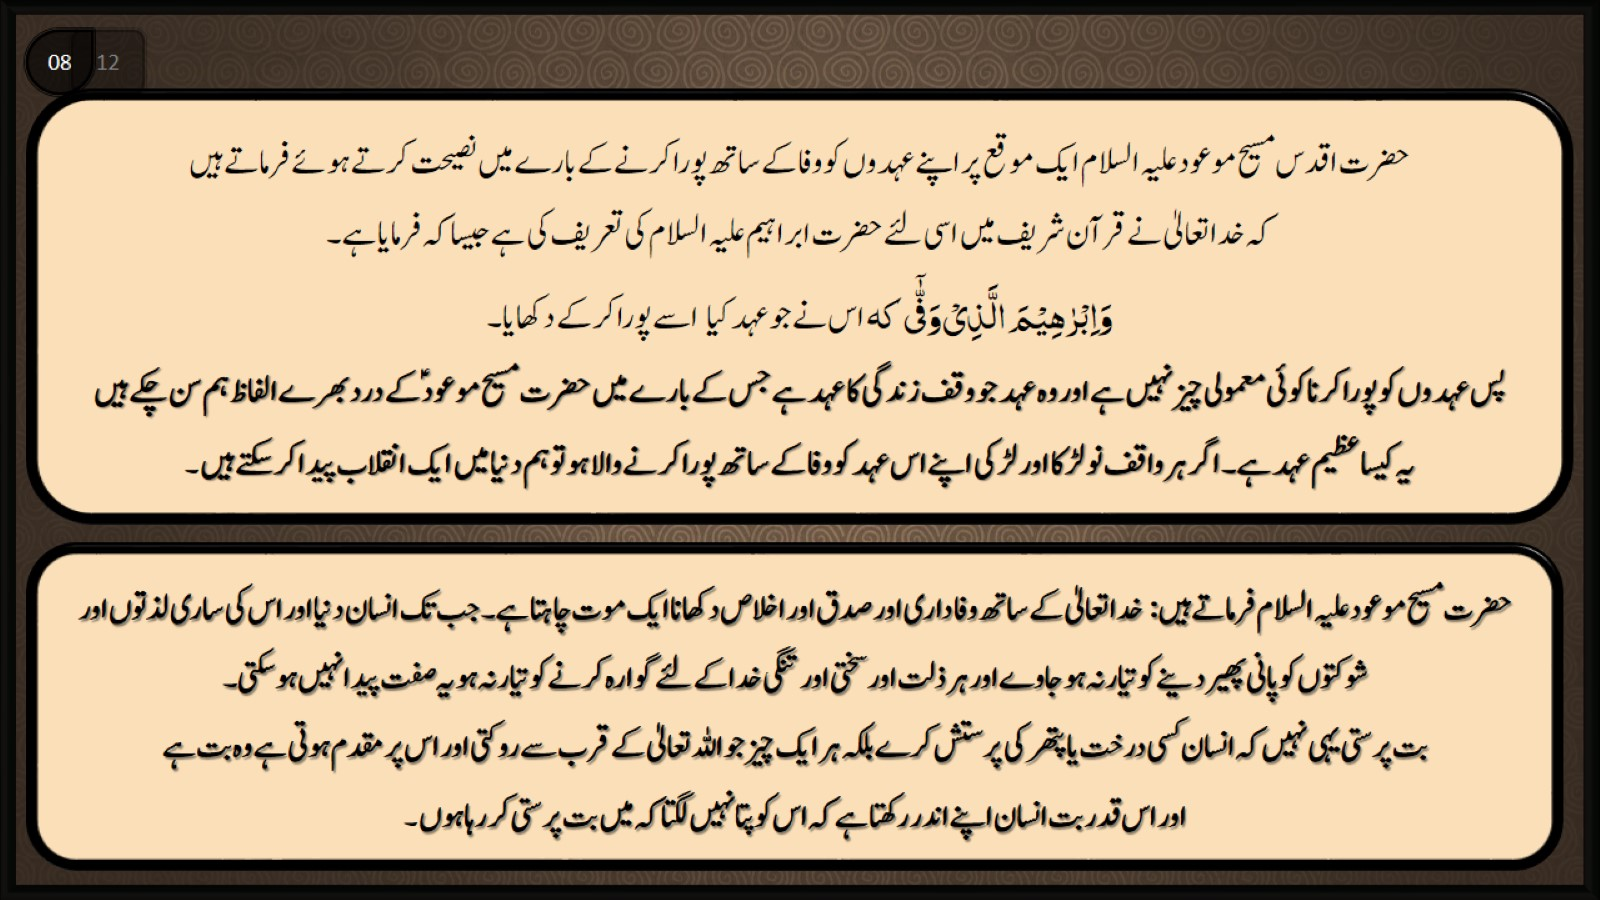 08 12
حضرت اقدس مسیح موعود علیہ السلام ایک موقع پر اپنے عہدوں کو وفا کے ساتھ پورا کرنے کے بارے میں نصیحت کرتے ہوئے فرماتے ہیں
کہ خدا تعالیٰ نے قرآن شریف میں اسی لئے حضرت ابراہیم علیہ السلام کی تعریف کی ہے جیسا کہ فرمایا ہے۔
وَاِبْرٰهِيْمَ الَّذِيْ وَفّٰٓى کہ اس نے جو عہد کیا اسے پورا کر کے دکھایا۔
پس عہدوں کو پورا کرنا کوئی معمولی چیز نہیں ہے اور وہ عہد جو وقف زندگی کا عہد ہے جس کے بارے میں حضرت مسیح موعودؑ کے درد بھرے الفاظ ہم سن چکے ہیں
یہ کیسا عظیم عہد ہے۔ اگر ہر واقف نو لڑکا اور لڑکی اپنے اس عہد کو وفا کے ساتھ پورا کرنے والا ہو تو ہم دنیا میں ایک انقلاب پیدا کر سکتے ہیں۔
حضرت مسیح موعود علیہ السلام فرماتے ہیں: خدا تعالیٰ کے ساتھ وفاداری اور صدق اور اخلاص دکھانا ایک موت چاہتا ہے۔ جب تک انسان دنیا اور اس کی ساری لذتوں اور
شوکتوں کو پانی پھیر دینے کو تیار نہ ہو جاوے اور ہر ذلت اور سختی اور تنگی خدا کے لئے گوارہ کرنے کو تیار نہ ہو یہ صفت پیدا نہیں ہو سکتی۔
بت پرستی یہی نہیں کہ انسان کسی درخت یا پتھر کی پرستش کرے بلکہ ہر ایک چیز جو اللہ تعالیٰ کے قرب سے روکتی اور اس پر مقدم ہوتی ہے وہ بت ہے
اور اس قدر بت انسان اپنے اندر رکھتا ہے کہ اس کو پتا نہیں لگتا کہ میں بت پرستی کر رہا ہوں۔